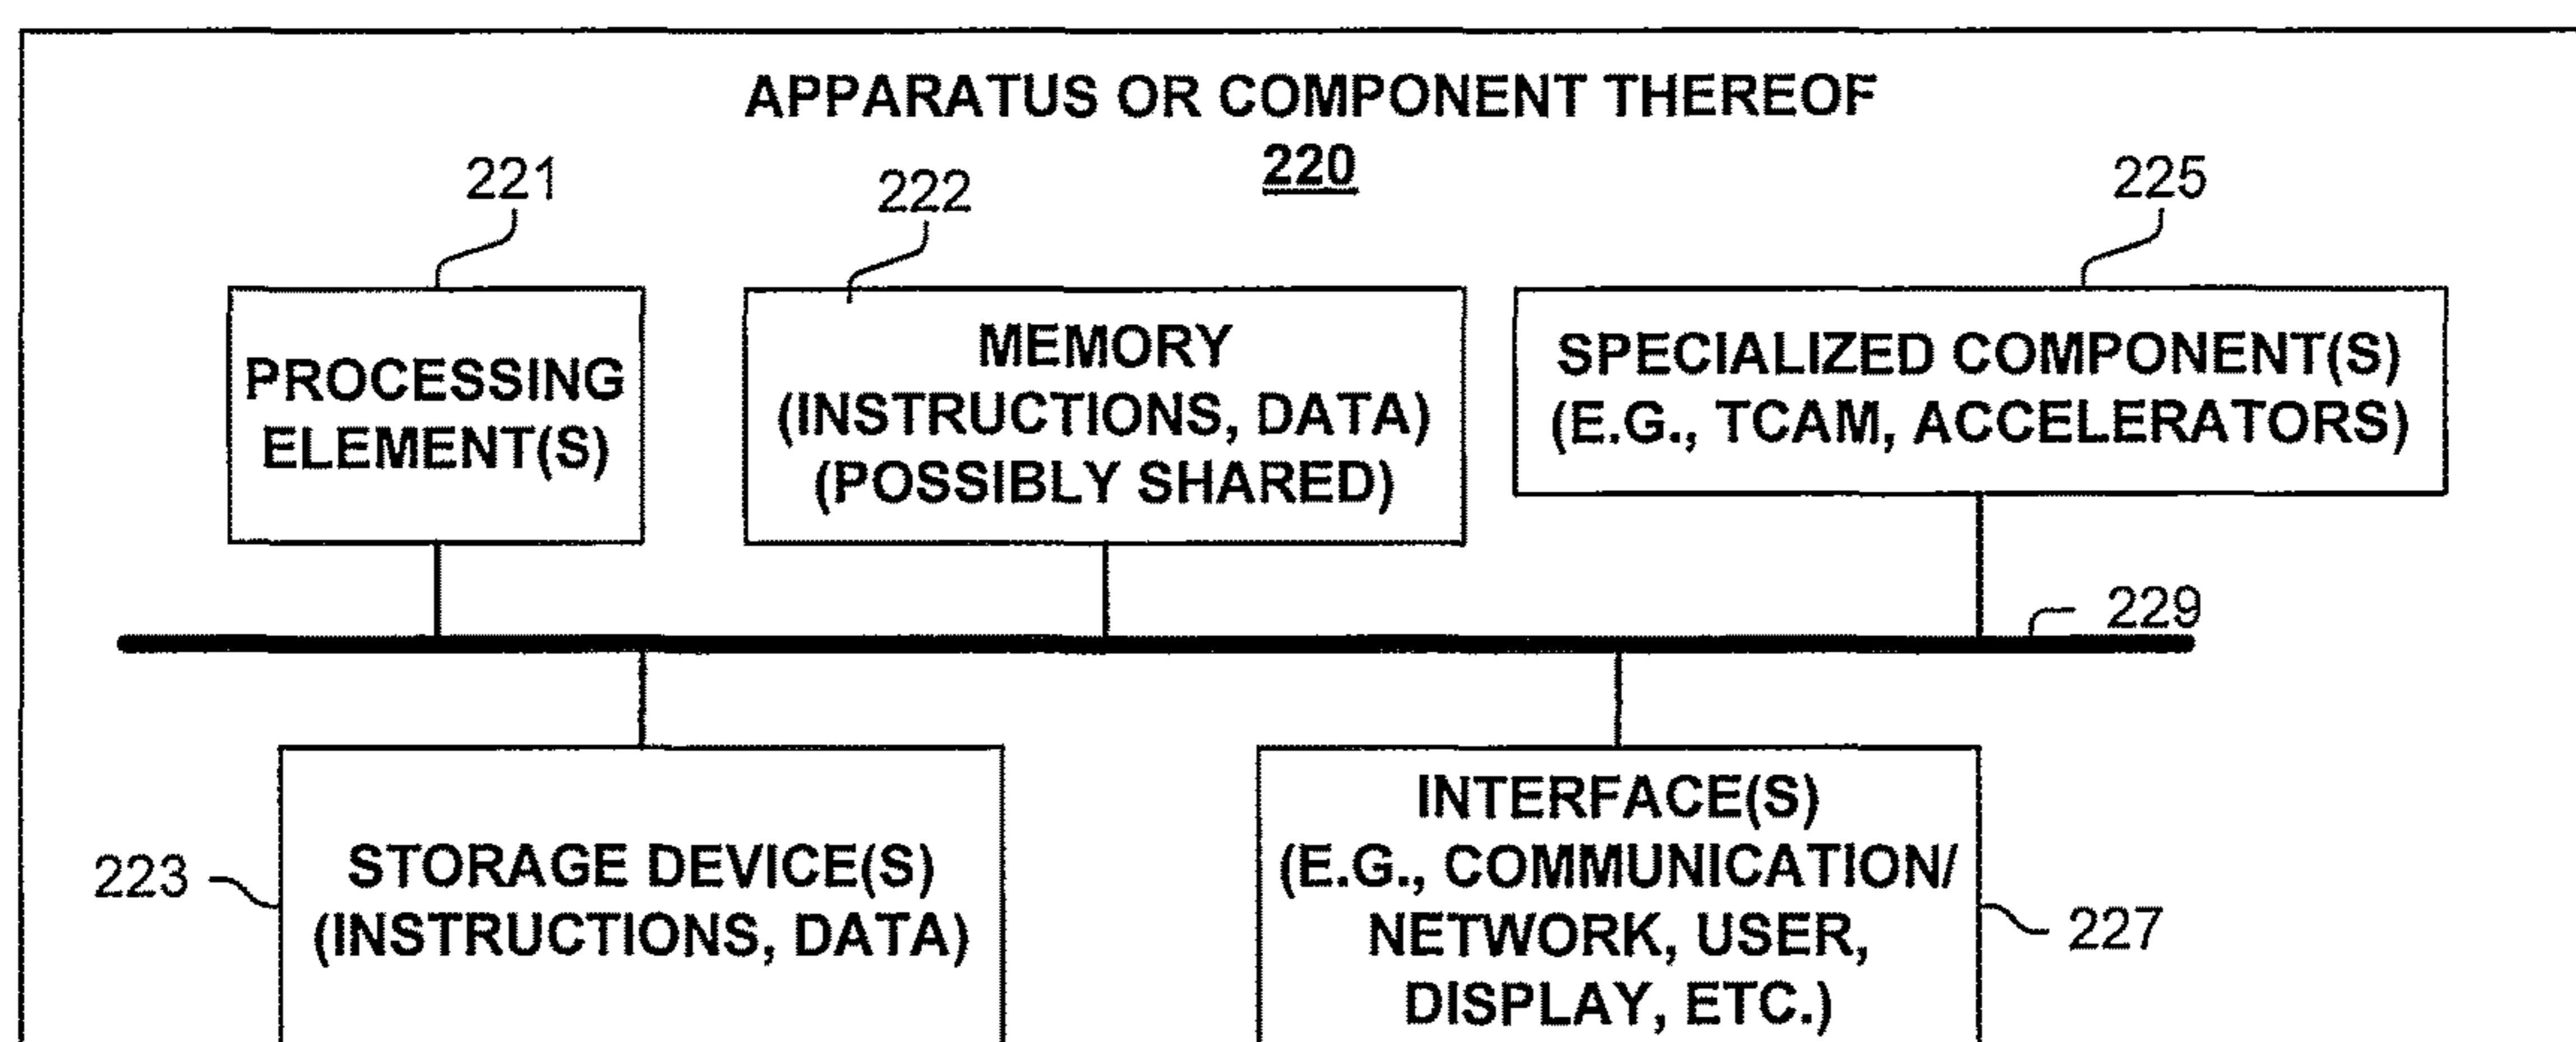 APPARATUS OR COMPONENT THEREOF
220
221
222
225
PROCESSING
ELEMENT(S)
MEMORY
(INSTRUCTIONS, DATA)
(POSSIBLY SHARED)
SPECIALIZED COMPONENT(S)
(E.G., TCAM, ACCELERATORS)
229
223
STORAGE DEVICE(S)
(INSTRUCTIONS, DATA)
INTERFACE(S)
(E.G., COMMUNICATION/
NETWORK, USER,
DISPLAY, ETC.)
227